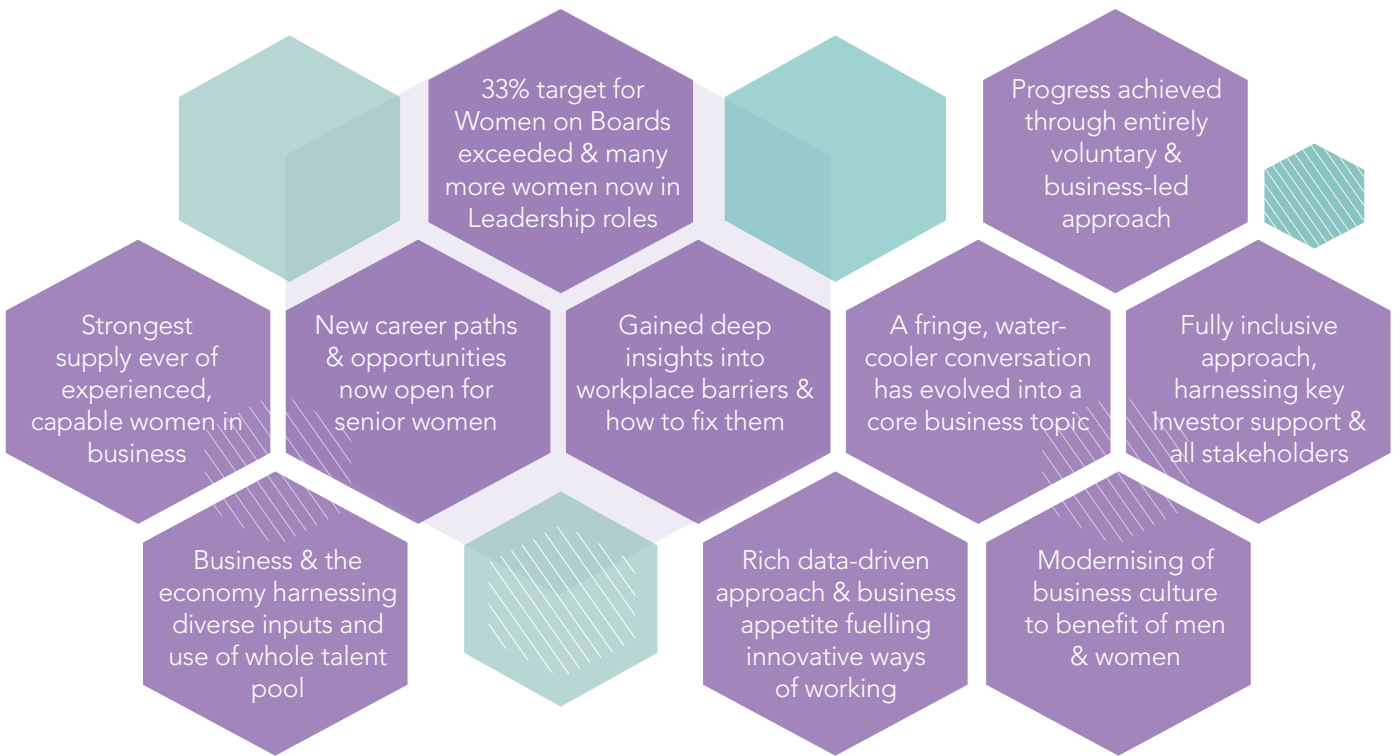 33% target for
Women on Boards
exceeded & many
more women now in
Leadership roles
Progress achieved
through entirely
voluntary &
business-led
approach
Strongest
supply ever of
experienced,
capable women in
business
New career paths
& opportunities
now open for
senior women
Gained deep
insights into
workplace barriers &
how to fix them
A fringe, water-
cooler conversation
has evolved into a
core business topic
Fully inclusive
approach,
harnessing key
Investor support &
all stakeholders
Business & the
economy harnessing
diverse inputs and
use of whole talent
pool
Rich data-driven
approach & business
appetite fuelling
innovative ways
of working
Modernising of
business culture
to benefit of men
& women